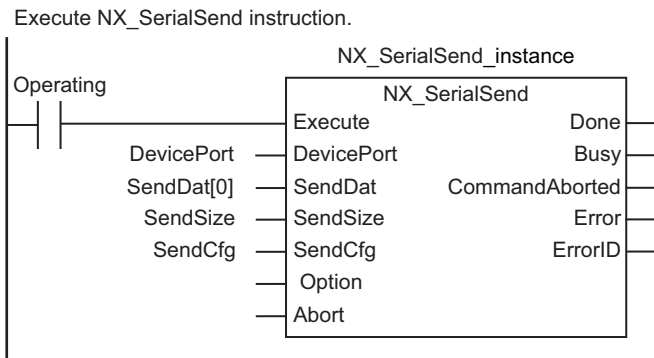 Execute NX_SerialSend instruction.
NX_SerialSend_instance
Operating
NX_SerialSend
Execute Done
DevicePort DevicePort Busy
SendDat[0] SendDat CommandAborted
SendSize SendSize Error
SendCfg SendCfg ErrorID
Option
Abort